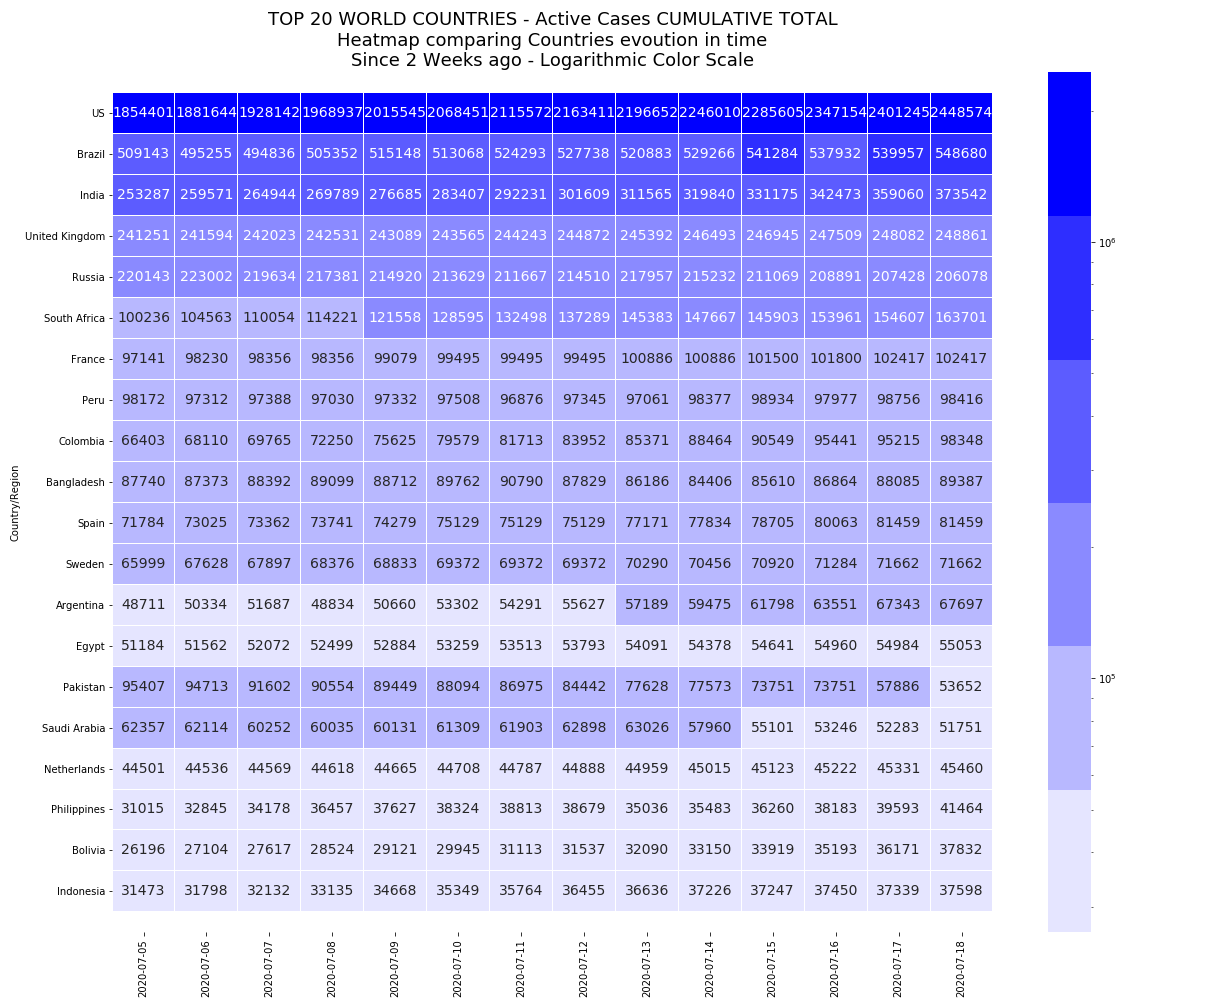 TOP 20 WORLD COUNTRIES - Active Cases CUMULATIVE TOTAL
Heatmap comparing Countries evoution in time
Since 2 Weeks ago - Logarithmic Color Scale
US 1854401 1881644 1928142 1968937 2015545 2068451 2115572 2163411 2196652 2246010 2285605 2347154 2401245 2448574
Brazil 509143 495255 494836 505352 515148 513068 524293 527738 520883 529266 541284 537932 539957 548680
India 253287 259571 264944 269789 276685 283407 292231 301609 311565 319840 331175 342473 359060 373542
United Kingdom 241251 241594 242023 242531 243089 243565 244243 244872 245392 246493 246945 247509 248082 248861
Russia 220143 223002 219634 217381 214920 213629 211667 214510 217957 215232 211069 208891 207428 206078
South Africa 100236 104563 110054 114221 121558 128595 132498 137289 145383 147667 145903 153961 154607 163701
France 97141 98230 98356 98356 99079 99495 99495 99495 100886 100886 101500 101800 102417 102417
Peru 98172 97312 97388 97030 97332 97508 96876 97345 97061 98377 98934 97977 98756 98416
Colombia 66403 68110 69765 72250 75625 79579 81713 83952 85371 88464 90549 95441 95215 98348
Bangladesh 87740 87373 88392 89099 88712 89762 90790 87829 86186 84406 85610 86864 88085 89387
Spain 71784 73025 73362 73741 74279 75129 75129 75129 77171 77834 78705 80063 81459 81459
Sweden 65999 67628 67897 68376 68833 69372 69372 69372 70290 70456 70920 71284 71662 71662
Argentina 48711 50334 51687 48834 50660 53302 54291 55627 57189 59475 61798 63551 67343 67697
Egypt 51184 51562 52072 52499 52884 53259 53513 53793 54091 54378 54641 54960 54984 55053
Pakistan 95407 94713 91602 90554 89449 88094 86975 84442 77628 77573 73751 73751 57886 53652
Saudi Arabia 62357 62114 60252 60035 60131 61309 61903 62898 63026 57960 55101 53246 52283 51751
Netherlands 44501 44536 44569 44618 44665 44708 44787 44888 44959 45015 45123 45222 45331 45460
Philippines 31015 32845 34178 36457 37627 38324 38813 38679 35036 35483 36260 38183 39593 41464
Bolivia 26196 27104 27617 28524 29121 29945 31113 31537 32090 33150 33919 35193 36171 37832
Indonesia 31473 31798 32132 33135 34668 35349 35764 36455 36636 37226 37247 37450 37339 37598
Country/Region
2020-07-05 2020-07-06 2020-07-07 2020-07-08 2020-07-09 2020-07-10 2020-07-11 2020-07-12 2020-07-13 2020-07-14 2020-07-15 2020-07-16 2020-07-17 2020-07-18
10⁶
10⁵